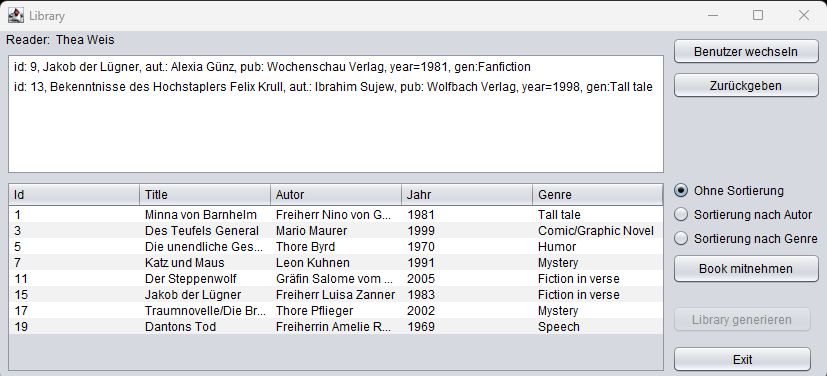 Library
Reader: Thea Weis
Benutzer wechseln
id: 9, Jakob der Lügner, aut.: Alexia Günz, pub: Wochenschau Verlag, year=1981, gen:Fanfiction
id: 13, Bekenntnisse des Hochstaplers Felix Krull, aut.: Ibrahim Sujew, pub: Wolfbach Verlag, year=1998, gen:Tall tale
Zurückgeben
Id Title Autor Jahr Genre
1 Minna von Barnhelm Freiherr Nino von G... 1981 Tall tale
3 Des Teufels General Mario Maurer 1999 Comic/Graphic Novel
5 Die unendliche Ges... Thore Byrd 1970 Humor
7 Katz und Maus Leon Kuhnen 1991 Mystery
11 Der Steppenwolf Gräfin Salome vom ... 2005 Fiction in verse
15 Jakob der Lügner Freiherr Luisa Zanner 1983 Fiction in verse
17 Traumnovelle/Die Br... Thore Pflieger 2002 Mystery
19 Dantons Tod Freiherrin Amelie R... 1969 Speech
Ohne Sortierung
Sortierung nach Autor
Sortierung nach Genre
Book mitnehmen
Library generieren
Exit